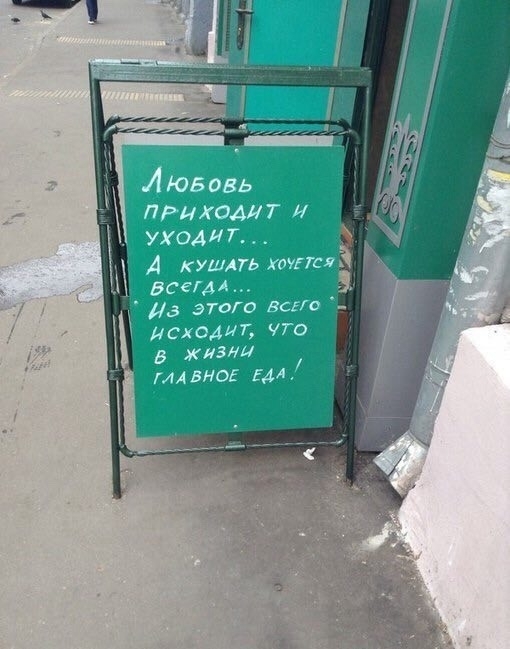 Любовь
приходит и
уходит...
А кушать хочется
всегда...
Из этого всего
исходит, что
в жизни
главное еда!